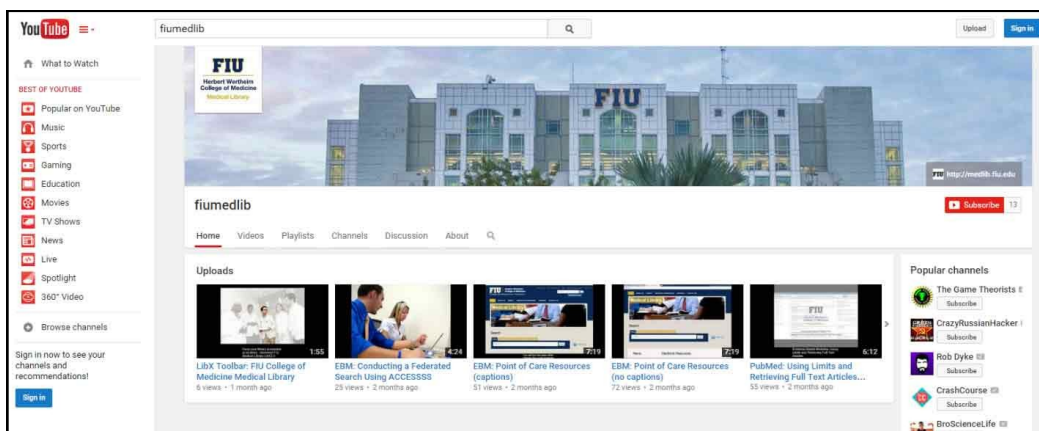 YouTube
fiumedlib
Upload
Sign in
What to Watch
BEST OF YOUTUBE
Popular on YouTube
Music
Sports
Gaming
Education
Movies
TV Shows
News
Live
Spotlight
360° Video
Browse channels
Sign in now to see your
channels and
recommendations!
Sign in
FIU
Herbert Wertheim
College of Medicine
Medical Library
FIU
FIU http://medlib.fiu.edu
fiumedlib
Subscribe 13
Home Videos Playlists Channels Discussion About
Uploads
1:55
LibX Toolbar: FIU College of
Medicine Medical Library
6 views • 1 month ago
4:24
EBM: Conducting a Federated
Search Using ACCESSSS
25 views • 2 months ago
FIU
7:19
EBM: Point of Care Resources
(captions)
51 views • 2 months ago
FIU
Medical Library
7:19
EBM: Point of Care Resources
(no captions)
72 views • 2 months ago
FIU
6:12
PubMed: Using Limits and
Retrieving Full Text Articles...
55 views • 2 months ago
Popular channels
The Game Theorists
Subscribe
CrazyRussianHacker
Subscribe
Rob Dyke
Subscribe
CrashCourse
Subscribe
BroScienceLife